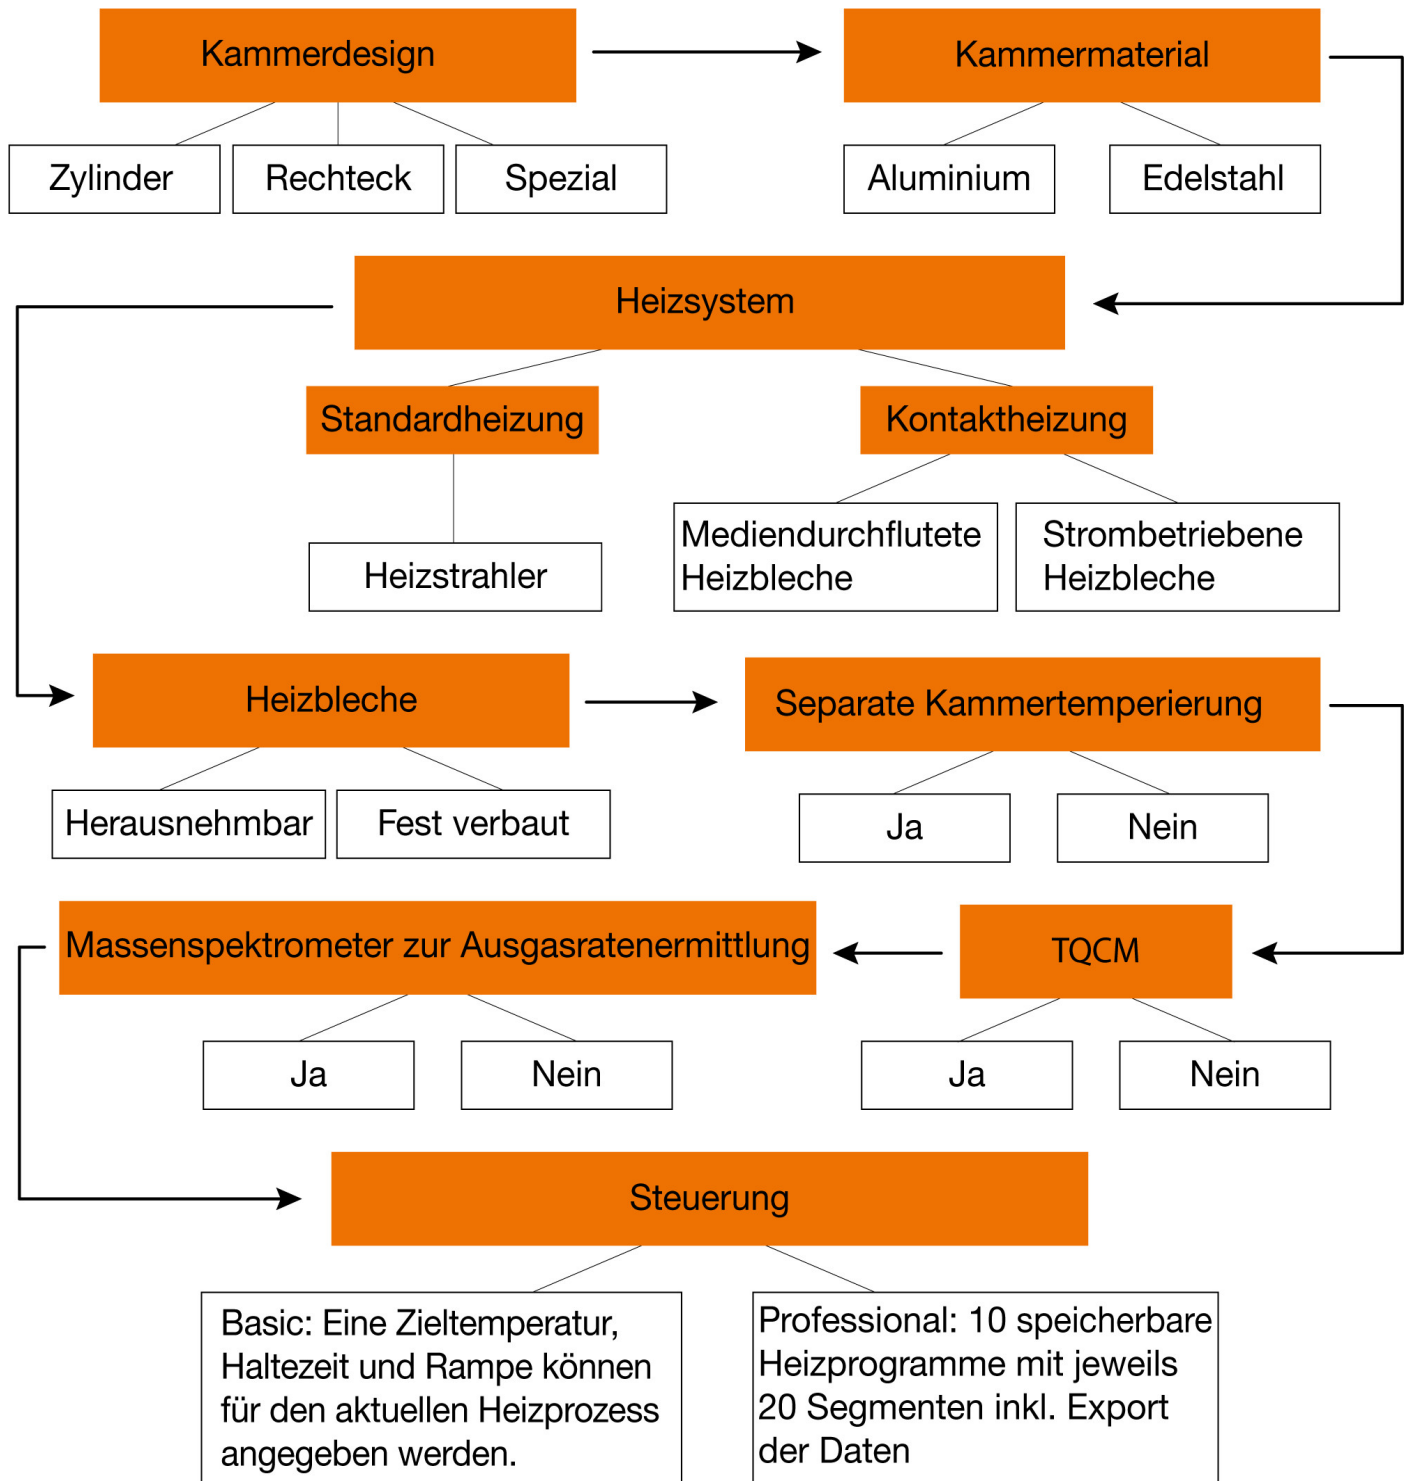 Kammerdesign
Kammermaterial
Zylinder
Rechteck
Spezial
Aluminium
Edelstahl
Heizsystem
Standardheizung
Kontaktheizung
Heizstrahler
Mediendurchflutete
Heizbleche
Strombetriebene
Heizbleche
Heizbleche
Separate Kammertemperierung
Herausnehmbar
Fest verbaut
Ja
Nein
Massenspektrometer zur Ausgasratenermittlung
TQCM
Ja
Nein
Ja
Nein
Steuerung
Basic: Eine Zieltemperatur,
Haltezeit und Rampe können
für den aktuellen Heizprozess
angegeben werden.
Professional: 10 speicherbare
Heizprogramme mit jeweils
20 Segmenten inkl. Export
der Daten